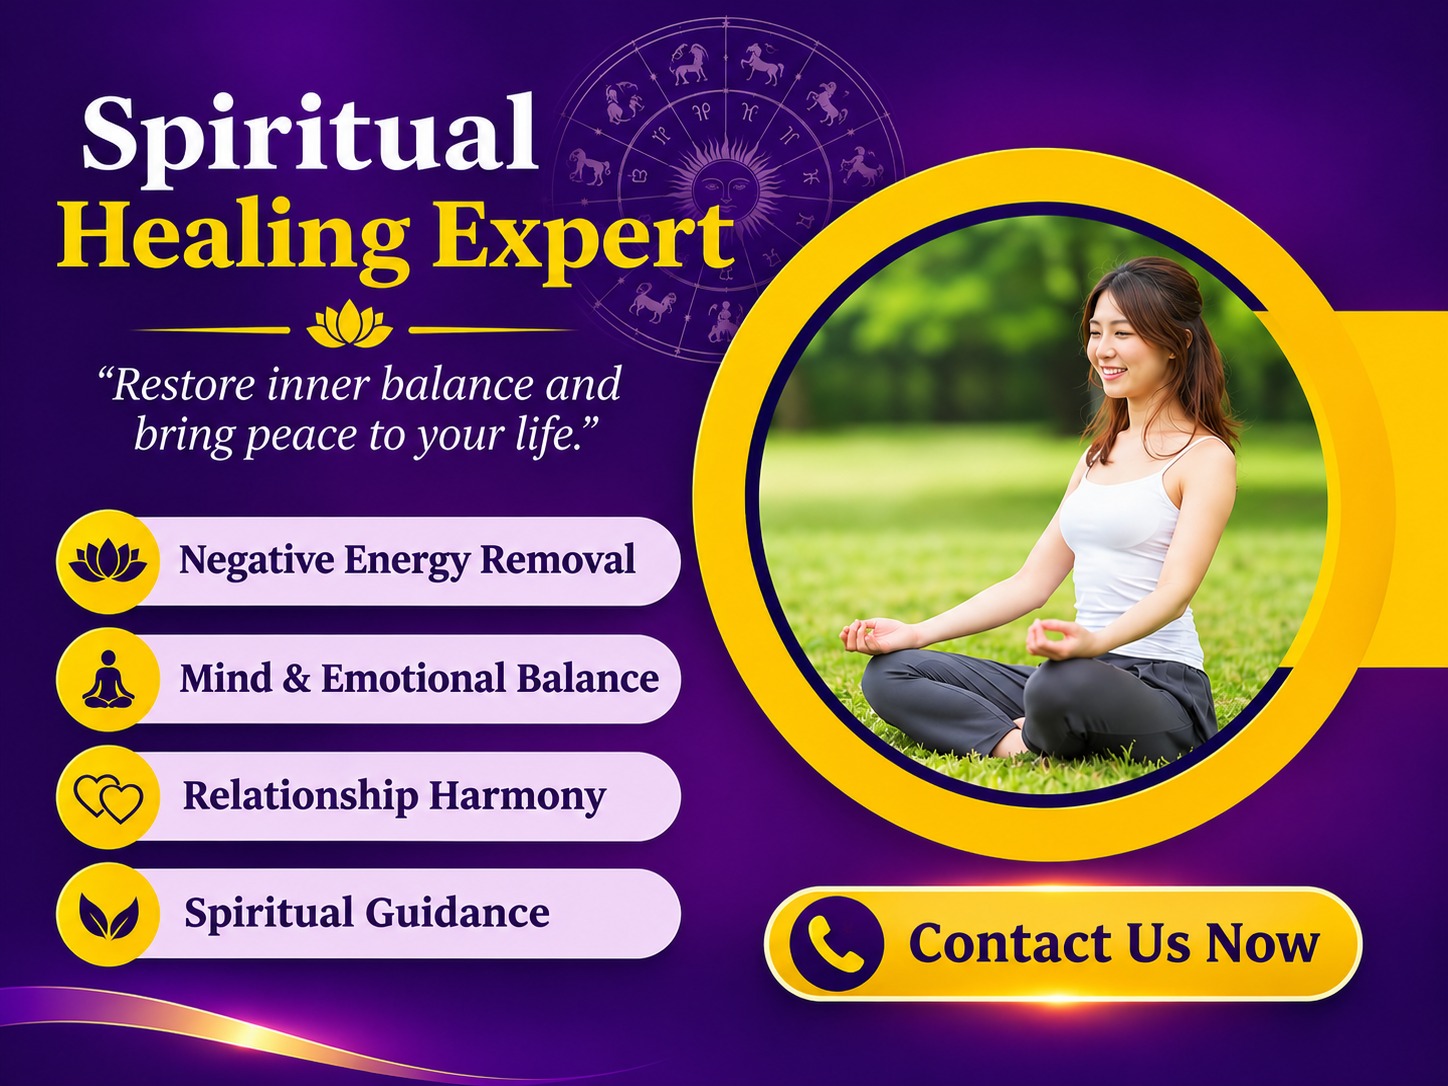 Spiritual
Healing Expert
“Restore inner balance and
bring peace to your life.”
Negative Energy Removal
Mind & Emotional Balance
Relationship Harmony
Spiritual Guidance
Contact Us Now